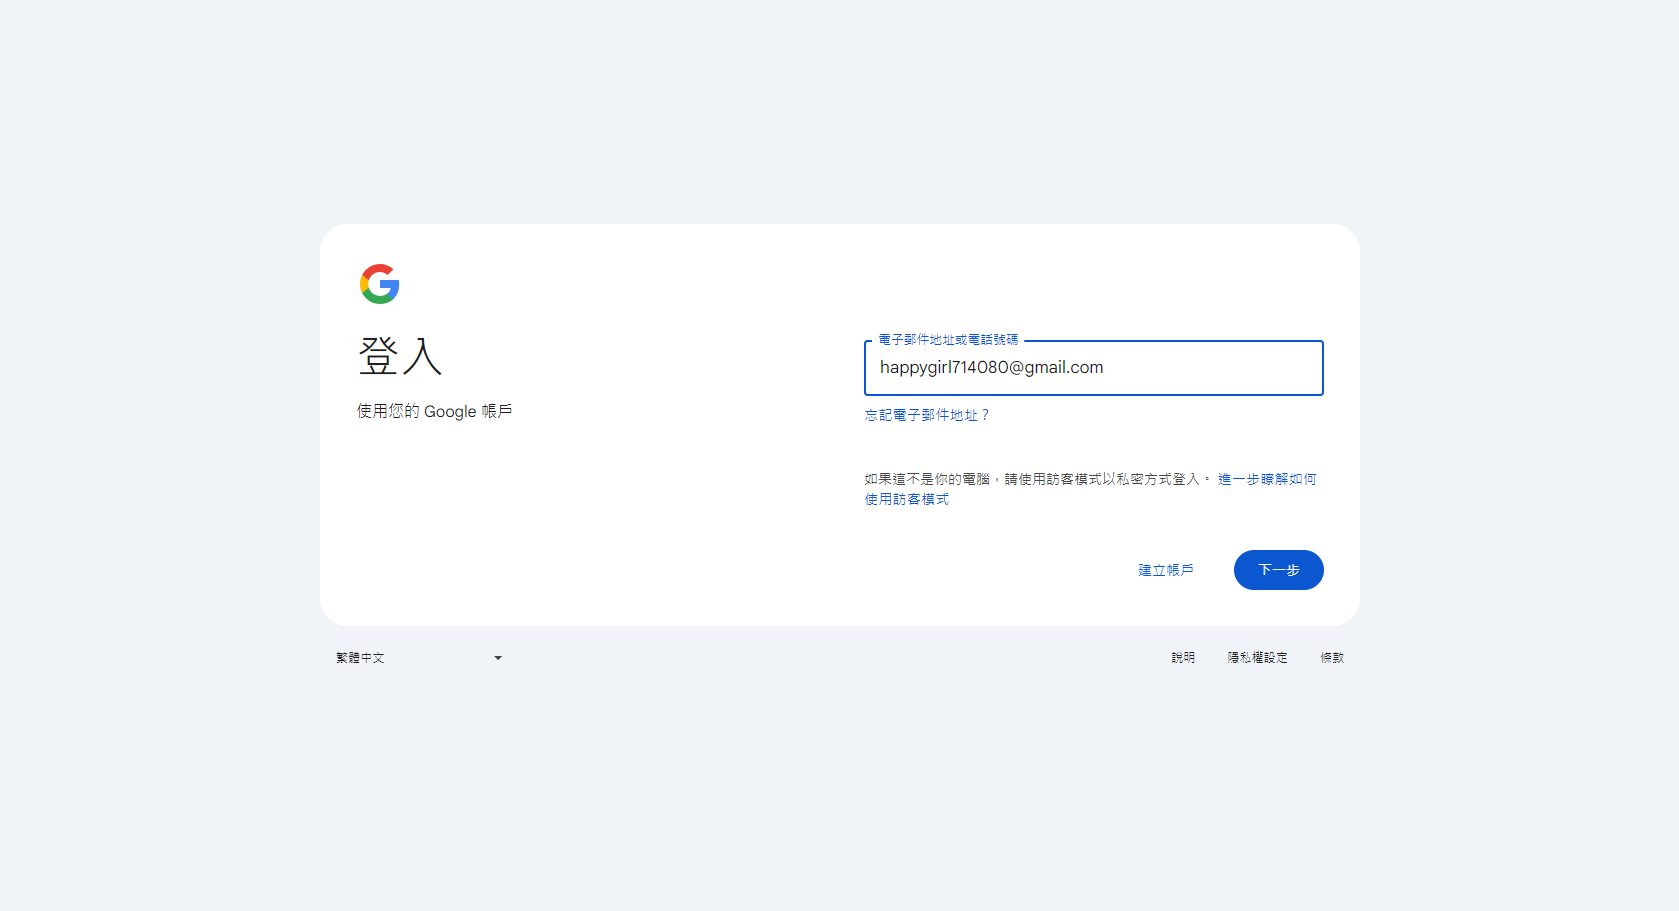 登入
使用您的 Google 帳戶
電子郵件地址或電話號碼
happygirl714080@gmail.com
忘記電子郵件地址？
如果這不是你的電腦，請使用訪客模式以私密方式登入。 進一步瞭解如何
使用訪客模式
建立帳戶
下一步
繁體中文
說明
隱私權設定
條款